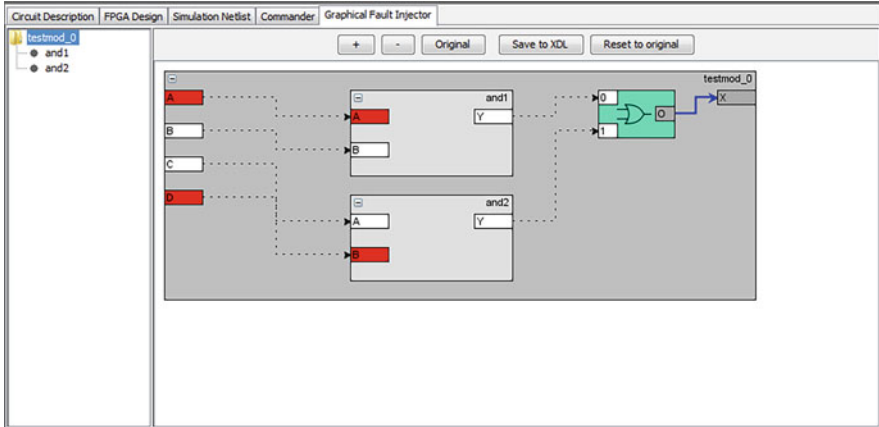 Circuit Description FPGA Design Simulation Netlist Commander Graphical Fault Injector
testmod_0
and1
and2
+ - Original Save to XDL Reset to original
testmod_0
A
B
C
D
and1
A
Y
B
and2
A
Y
B
0
1
O
X